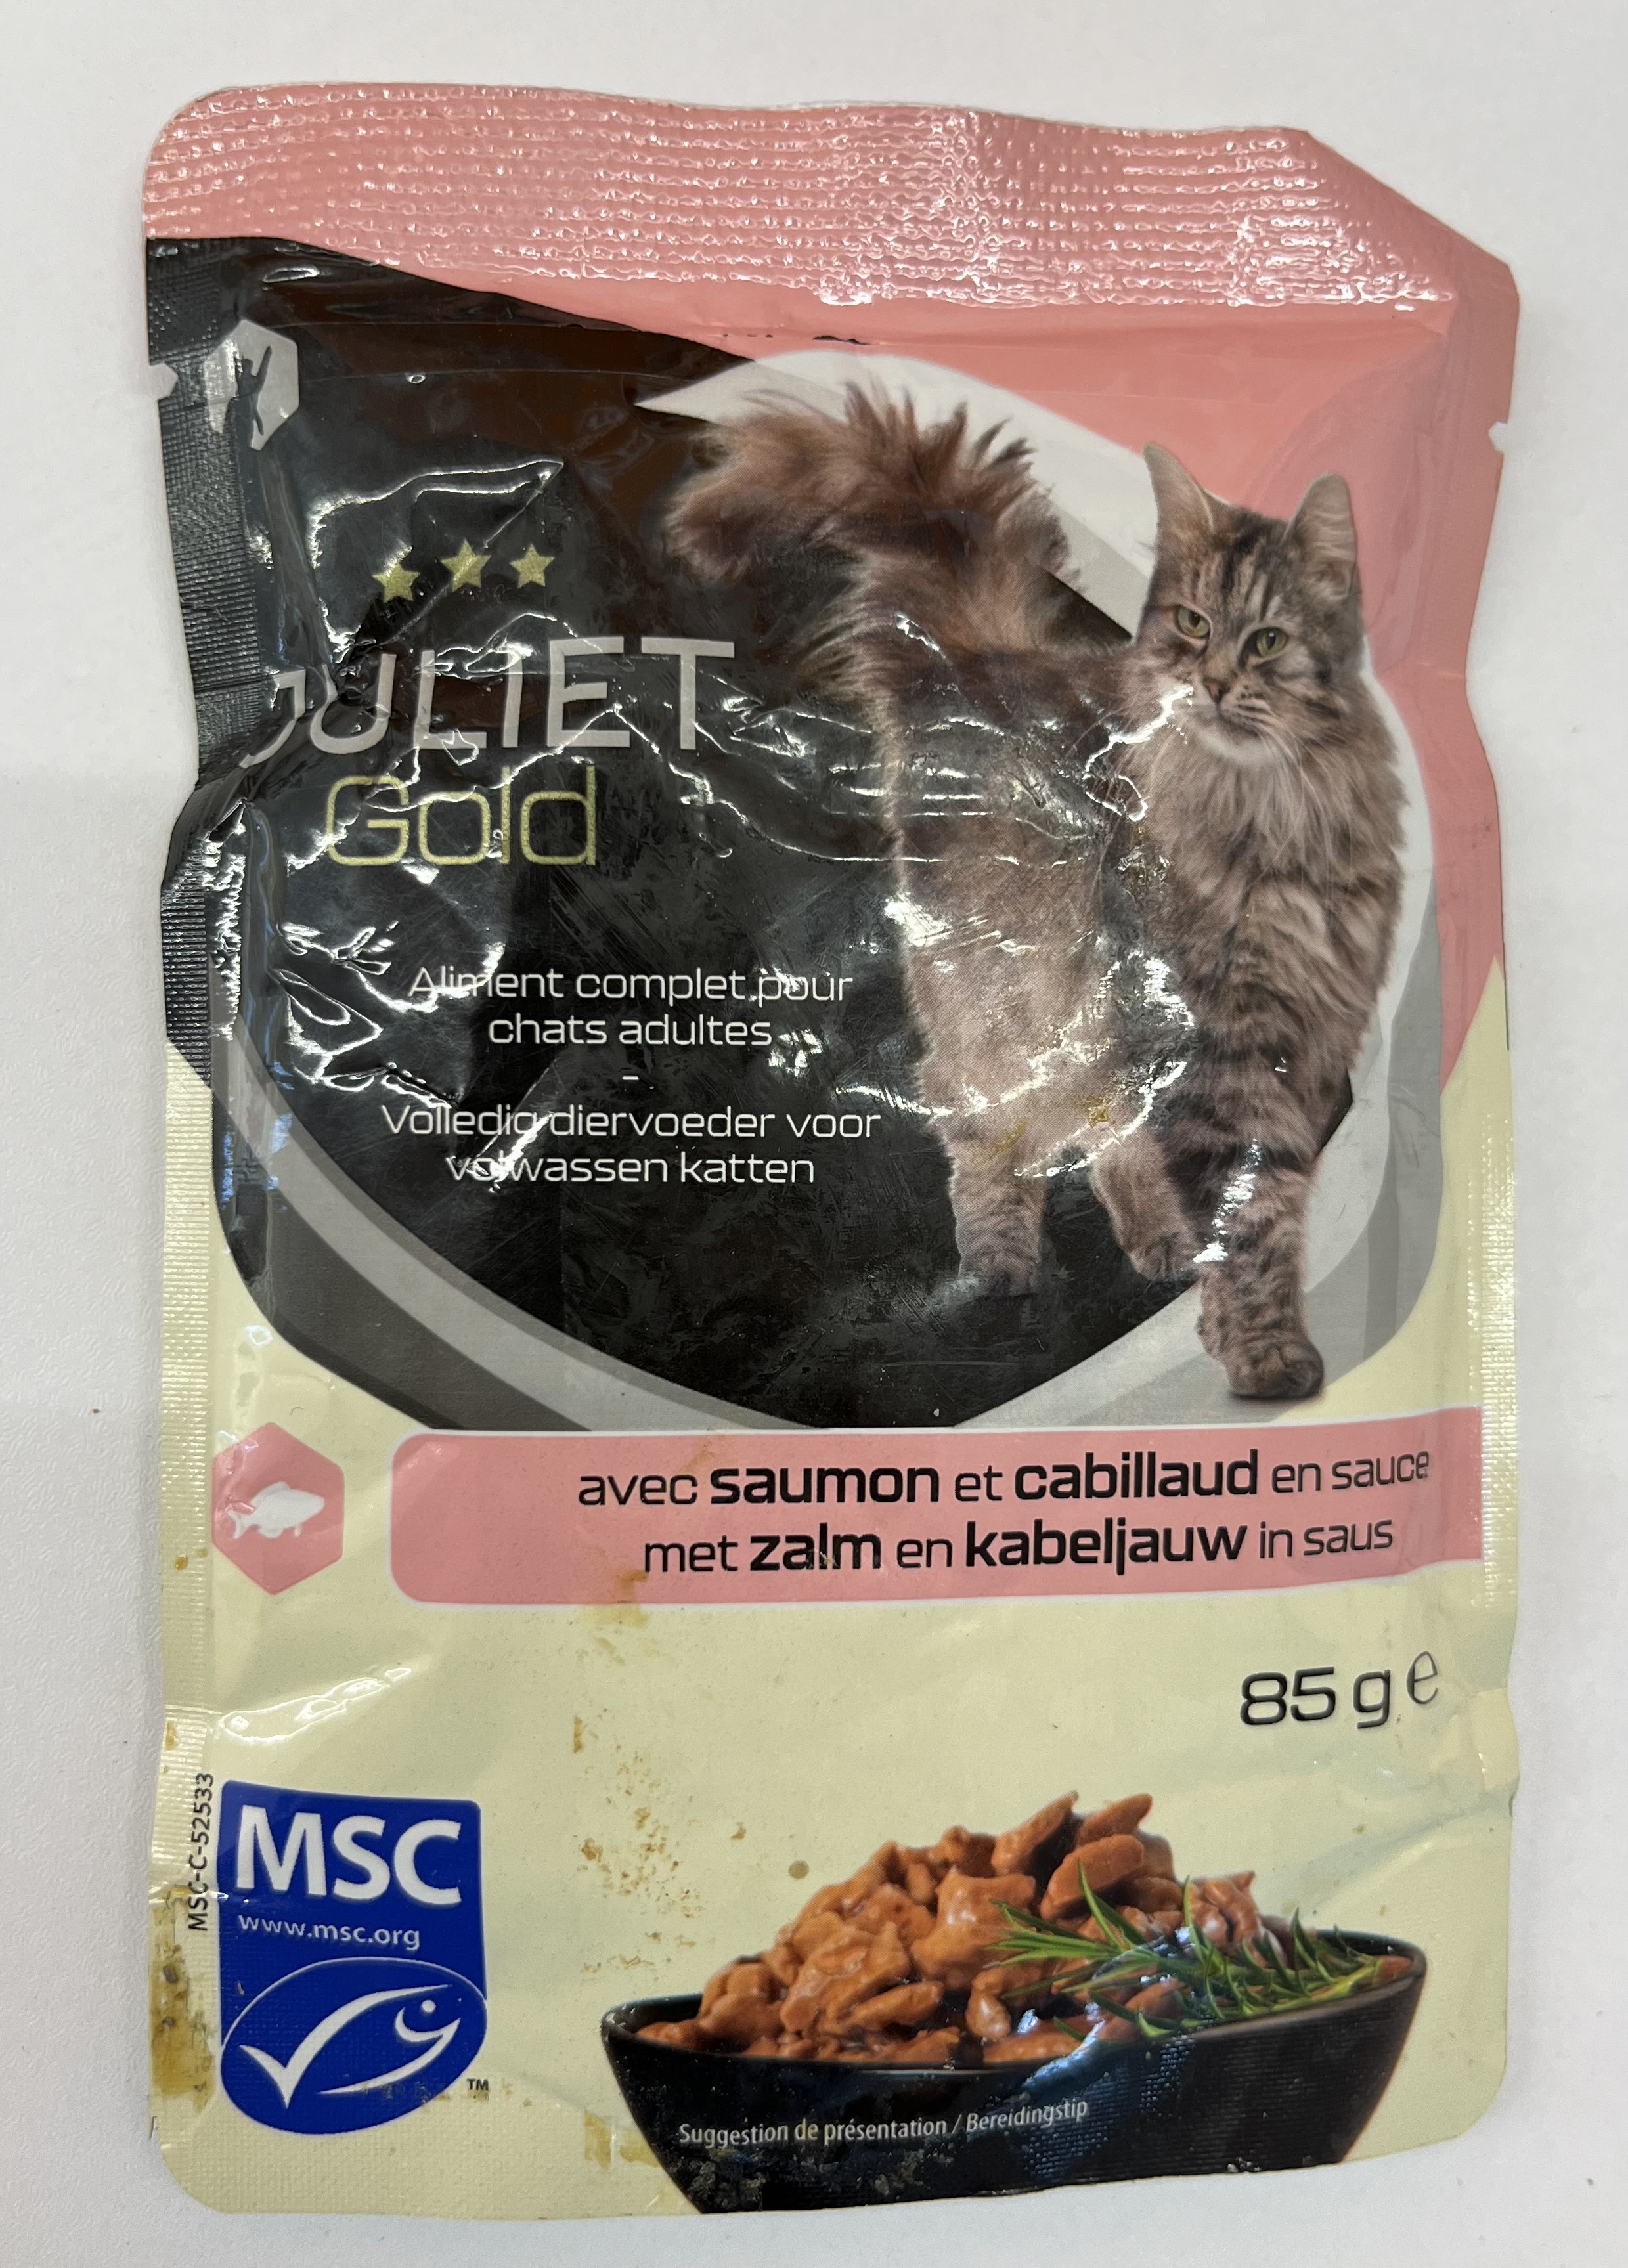 JULIET
Gold
Aliment complet pour
chats adultes
-
Volledig diervoeder voor
volwassen katten
avec saumon et cabillaud en sauce
met zalm en kabeljauw in saus
85 g e
MSC-C-52533
MSC
www.msc.org
TM
Suggestion de présentation / Bereidingstip